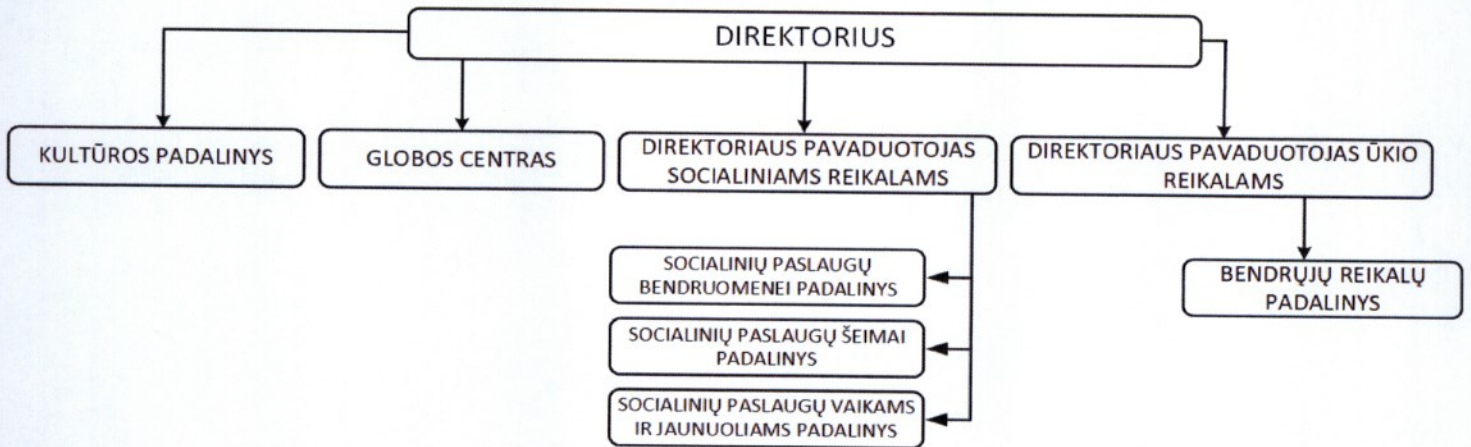 DIREKTORIUS
KULTŪROS PADALINYS
GLOBOS CENTRAS
DIREKTORIAUS PAVADUOTOJAS
SOCIALINIAMS REIKALAMS
DIREKTORIAUS PAVADUOTOJAS ŪKIO
REIKALAMS
SOCIALINIŲ PASLAUGŲ
BENDRUOMENEI PADALINYS
SOCIALINIŲ PASLAUGŲ ŠEIMAI
PADALINYS
SOCIALINIŲ PASLAUGŲ VAIKAMS
IR JAUNUOLIAMS PADALINYS
BENDRŲJŲ REIKALŲ
PADALINYS